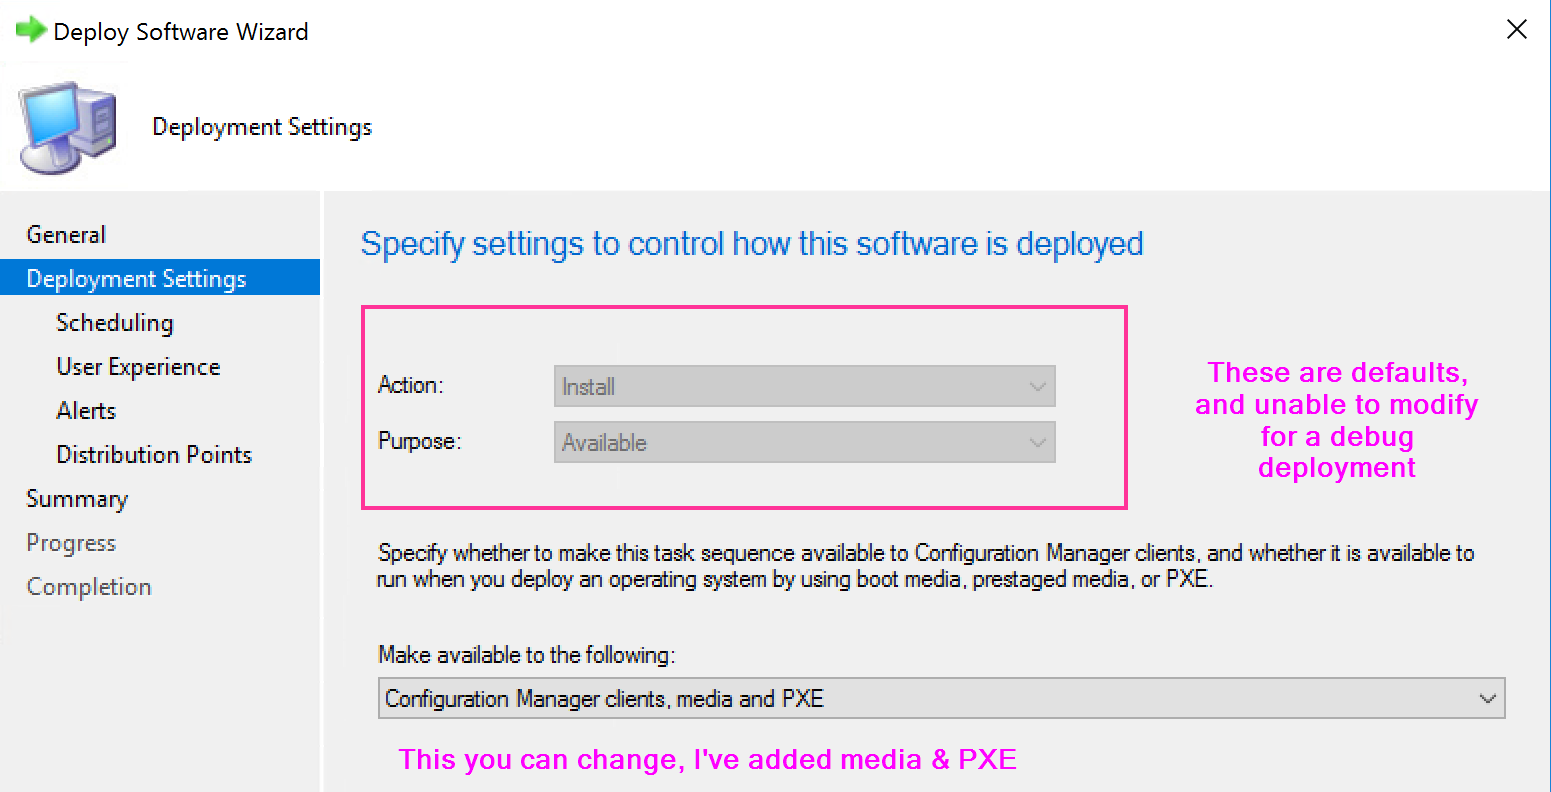 Deploy Software Wizard
Deployment Settings
General
Deployment Settings
Scheduling
User Experience
Alerts
Distribution Points
Summary
Progress
Completion
Specify settings to control how this software is deployed
Action:
Install
Purpose:
Available
These are defaults,
and unable to modify
for a debug
deployment
Specify whether to make this task sequence available to Configuration Manager clients, and whether it is available to
run when you deploy an operating system by using boot media, prestaged media, or PXE.
Make available to the following:
Configuration Manager clients, media and PXE
This you can change, I've added media & PXE